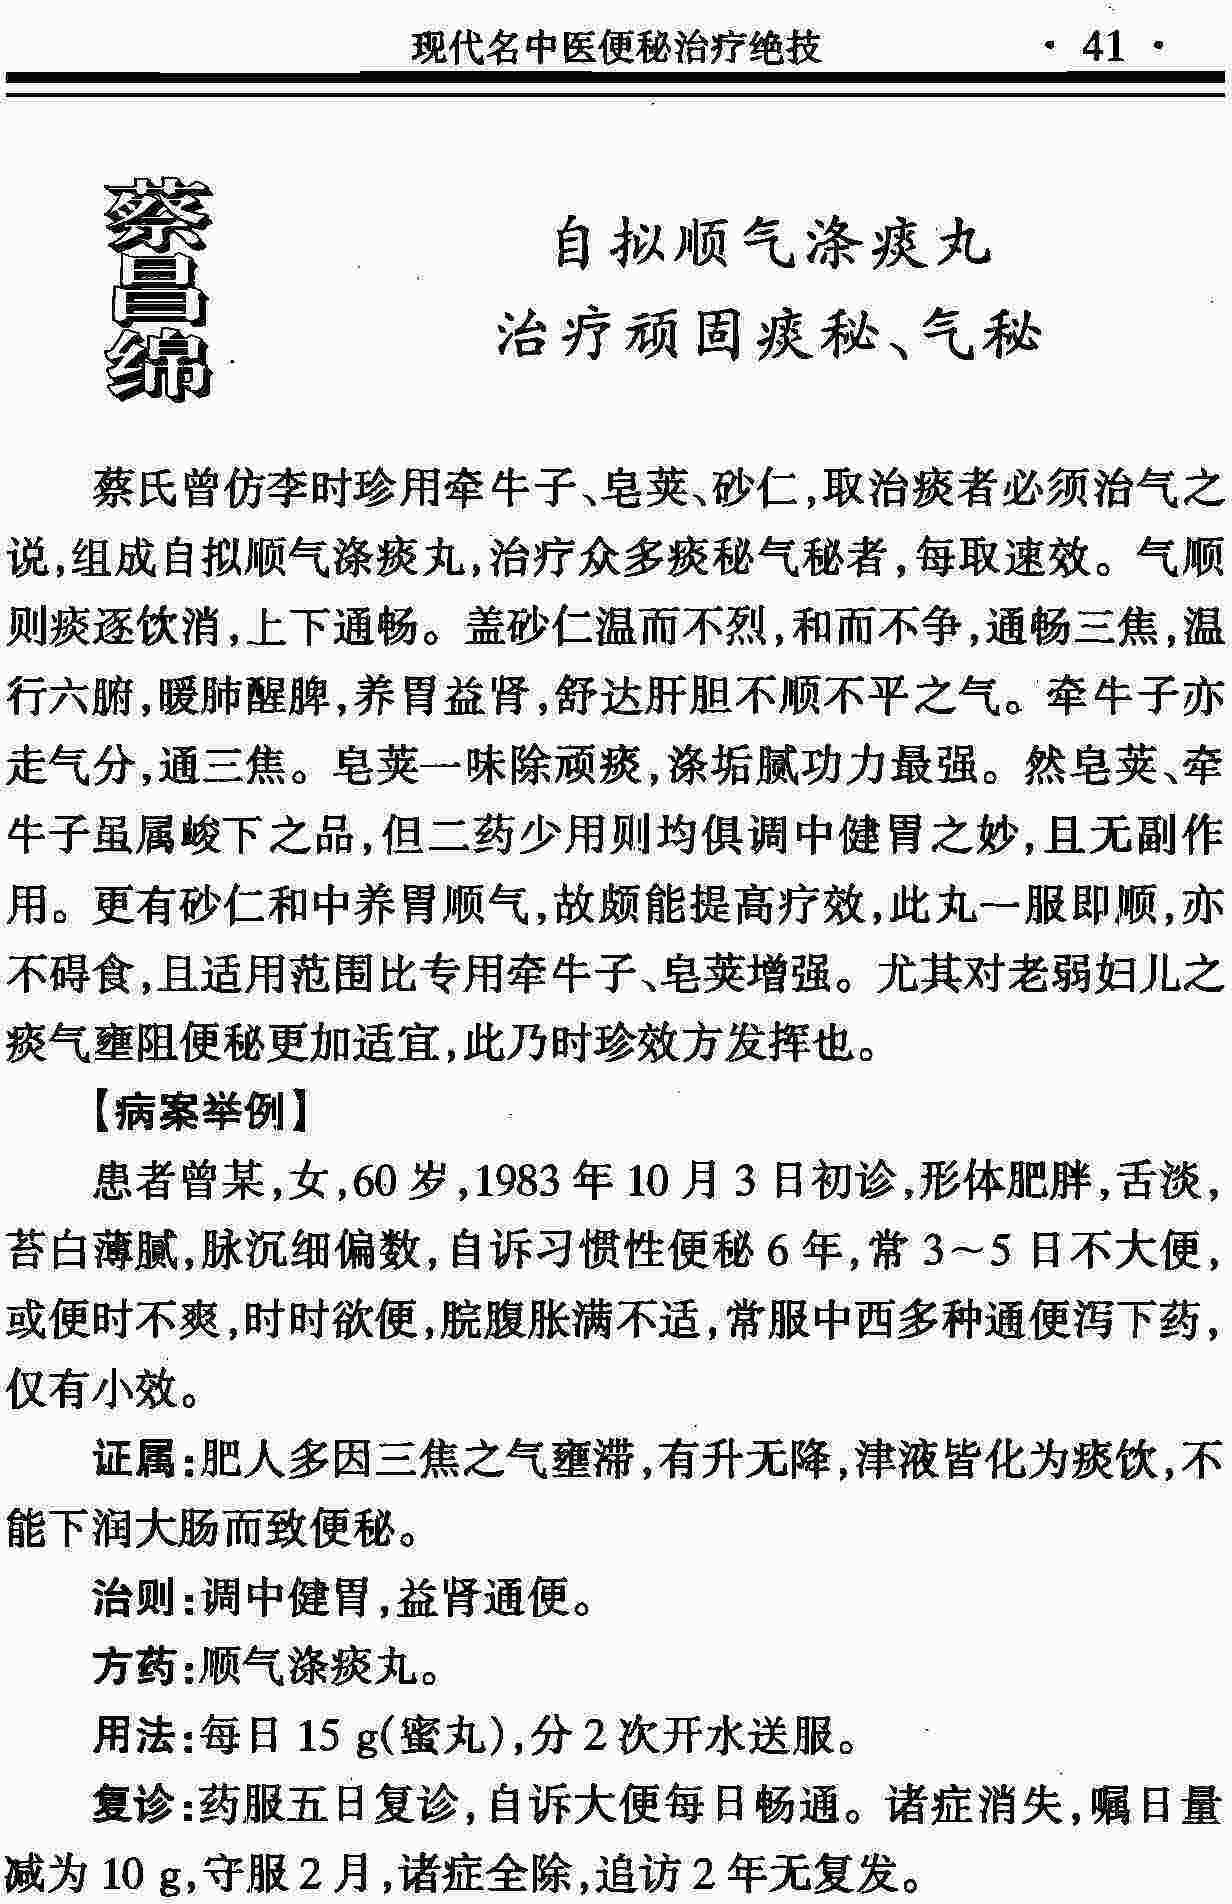 现代名中医便秘治疗绝技 · 41 ·
蔡昌绵
自拟顺气涤痰丸
治疗顽固痰秘、气秘
蔡氏曾仿李时珍用牵牛子、皂荚、砂仁,取治痰者必须治气之
说,组成自拟顺气涤痰丸,治疗众多痰秘气秘者,每取速效。气顺
则痰逐饮消,上下通畅。盖砂仁温而不烈,和而不争,通畅三焦,温
行六腑,暖肺醒脾,养胃益肾,舒达肝胆不顺不平之气。牵牛子亦
走气分,通三焦。皂荚一味除顽痰,涤垢腻功力最强。然皂荚、牵
牛子虽属峻下之品,但二药少用则均俱调中健胃之妙,且无副作
用。更有砂仁和中养胃顺气,故颇能提高疗效,此丸一服即顺,亦
不碍食,且适用范围比专用牵牛子、皂荚增强。尤其对老弱妇儿之
痰气壅阻便秘更加适宜,此乃时珍效方发挥也。
【病案举例】
患者曾某,女,60 岁,1983 年 10 月 3 日初诊,形体肥胖,舌淡,
苔白薄腻,脉沉细偏数,自诉习惯性便秘 6 年,常 3～5 日不大便,
或便时不爽,时时欲便,脘腹胀满不适,常服中西多种通便泻下药,
仅有小效。
证属:肥人多因三焦之气壅滞,有升无降,津液皆化为痰饮,不
能下润大肠而致便秘。
治则:调中健胃,益肾通便。
方药:顺气涤痰丸。
用法:每日 15 g(蜜丸),分 2 次开水送服。
复诊:药服五日复诊,自诉大便每日畅通。诸症消失,嘱日量
减为 10 g,守服 2 月,诸症全除,追访 2 年无复发。